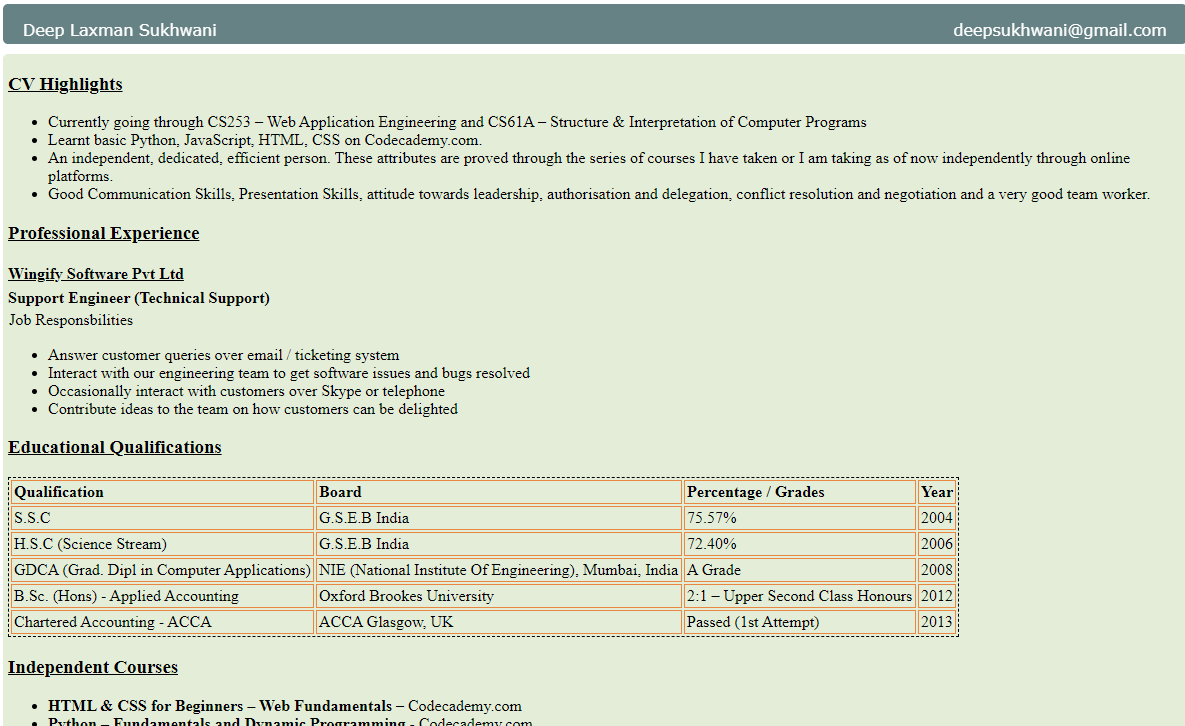 Deep Laxman Sukhwani deepsukhwani@gmail.com
CV Highlights
Currently going through CS253 – Web Application Engineering and CS61A – Structure & Interpretation of Computer Programs
Learnt basic Python, JavaScript, HTML, CSS on Codecademy.com.
An independent, dedicated, efficient person. These attributes are proved through the series of courses I have taken or I am taking as of now independently through online
platforms.
Good Communication Skills, Presentation Skills, attitude towards leadership, authorisation and delegation, conflict resolution and negotiation and a very good team worker.
Professional Experience
Wingify Software Pvt Ltd
Support Engineer (Technical Support)
Job Responsbilities
Answer customer queries over email / ticketing system
Interact with our engineering team to get software issues and bugs resolved
Occasionally interact with customers over Skype or telephone
Contribute ideas to the team on how customers can be delighted
Educational Qualifications
Qualification Board Percentage / Grades Year
S.S.C G.S.E.B India 75.57% 2004
H.S.C (Science Stream) G.S.E.B India 72.40% 2006
GDCA (Grad. Dipl in Computer Applications) NIE (National Institute Of Engineering), Mumbai, India A Grade 2008
B.Sc. (Hons) - Applied Accounting Oxford Brookes University 2:1 – Upper Second Class Honours 2012
Chartered Accounting - ACCA ACCA Glasgow, UK Passed (1st Attempt) 2013
Independent Courses
HTML & CSS for Beginners – Web Fundamentals – Codecademy.com
Python – Fundamentals and Dynamic Programming - Codecademy.com